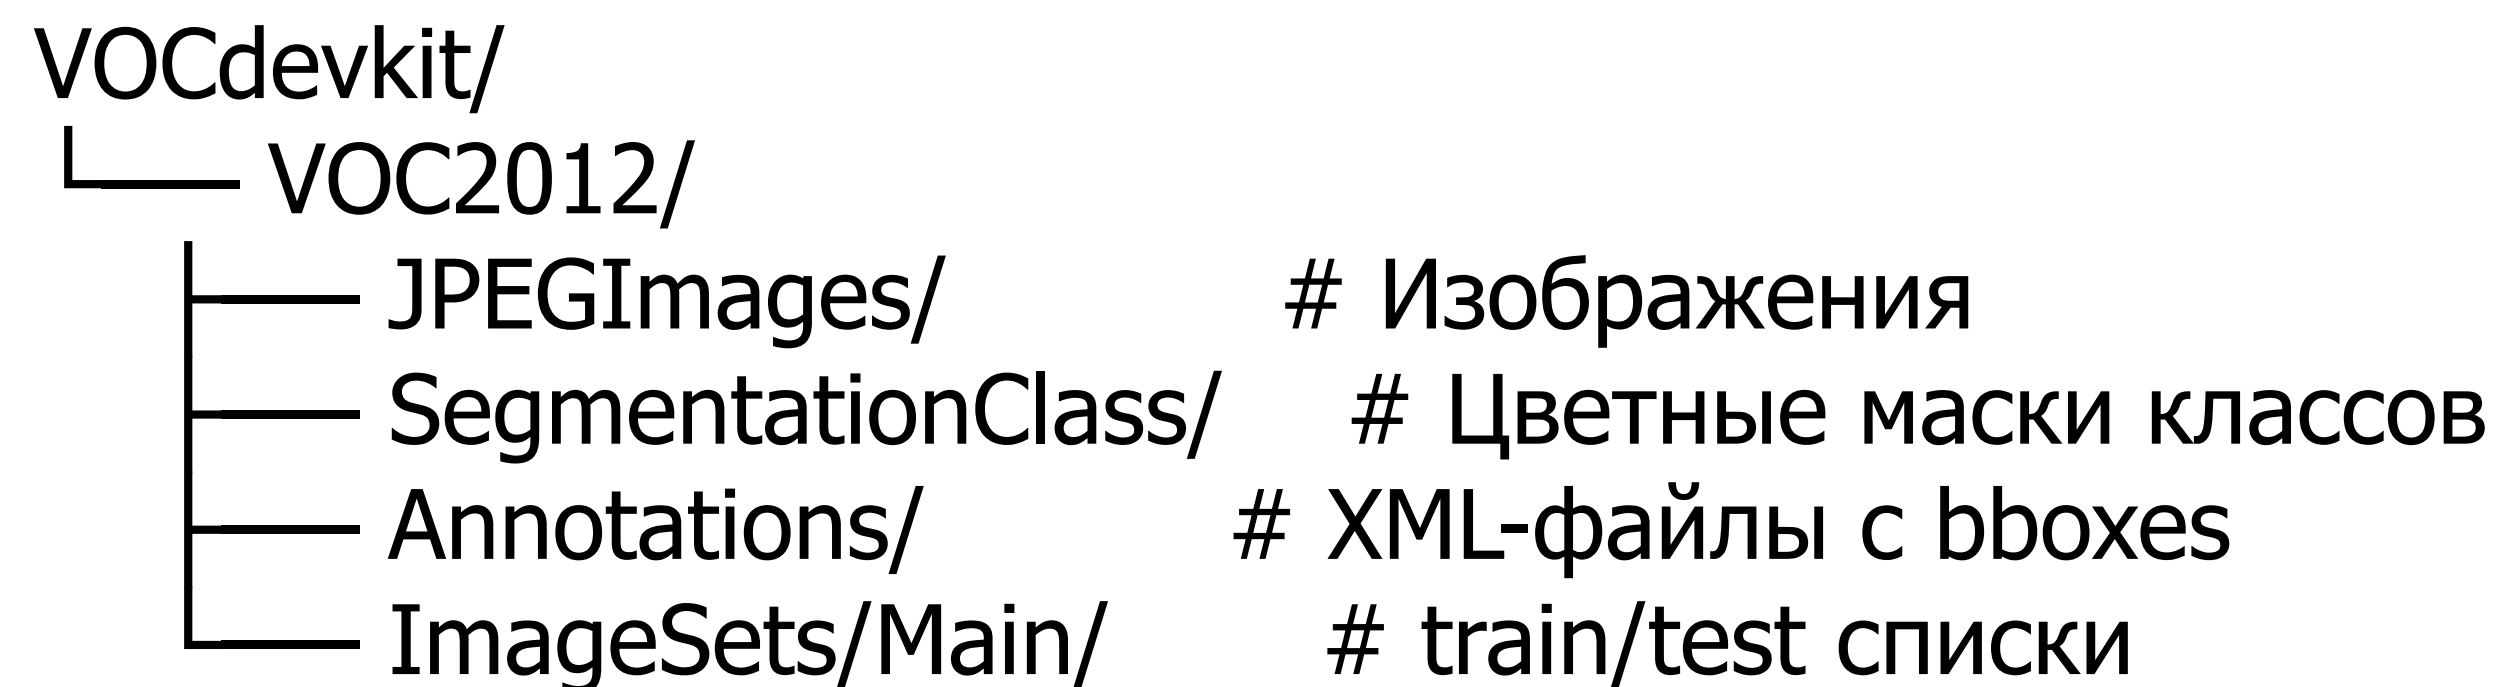 VOCdevkit/
└── VOC2012/
├── JPEGImages/ # Изображения
├── SegmentationClass/ # Цветные маски классов
├── Annotations/ # XML-файлы с bboxes
└── ImageSets/Main/ # train/test списки